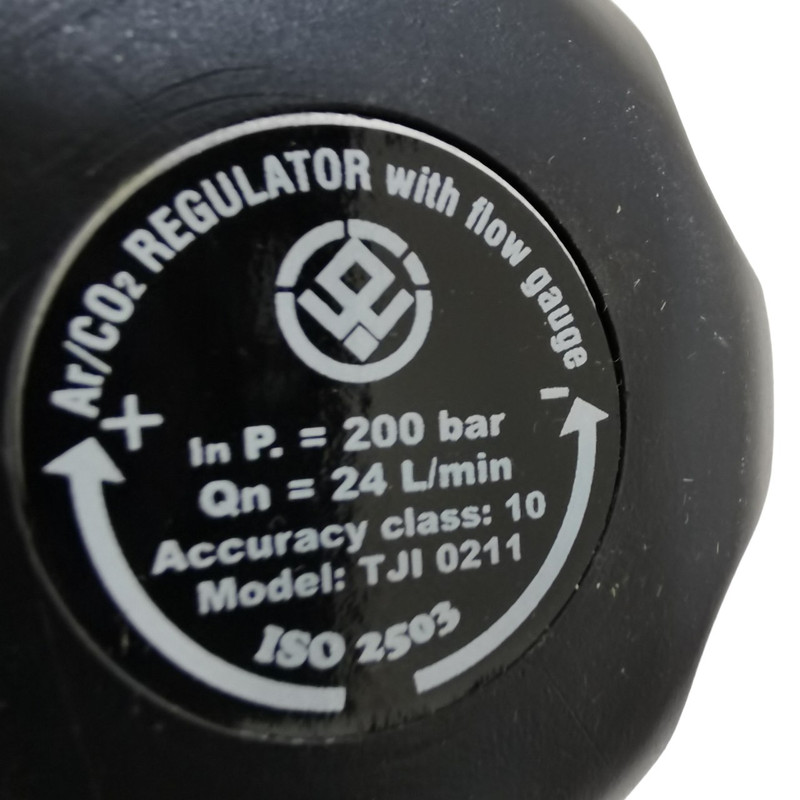 Ar/CO₂ REGULATOR with flow gauge
+ -
In P. = 200 bar
Qn = 24 L/min
Accuracy class: 10
Model: TJI 0211
ISO 2503